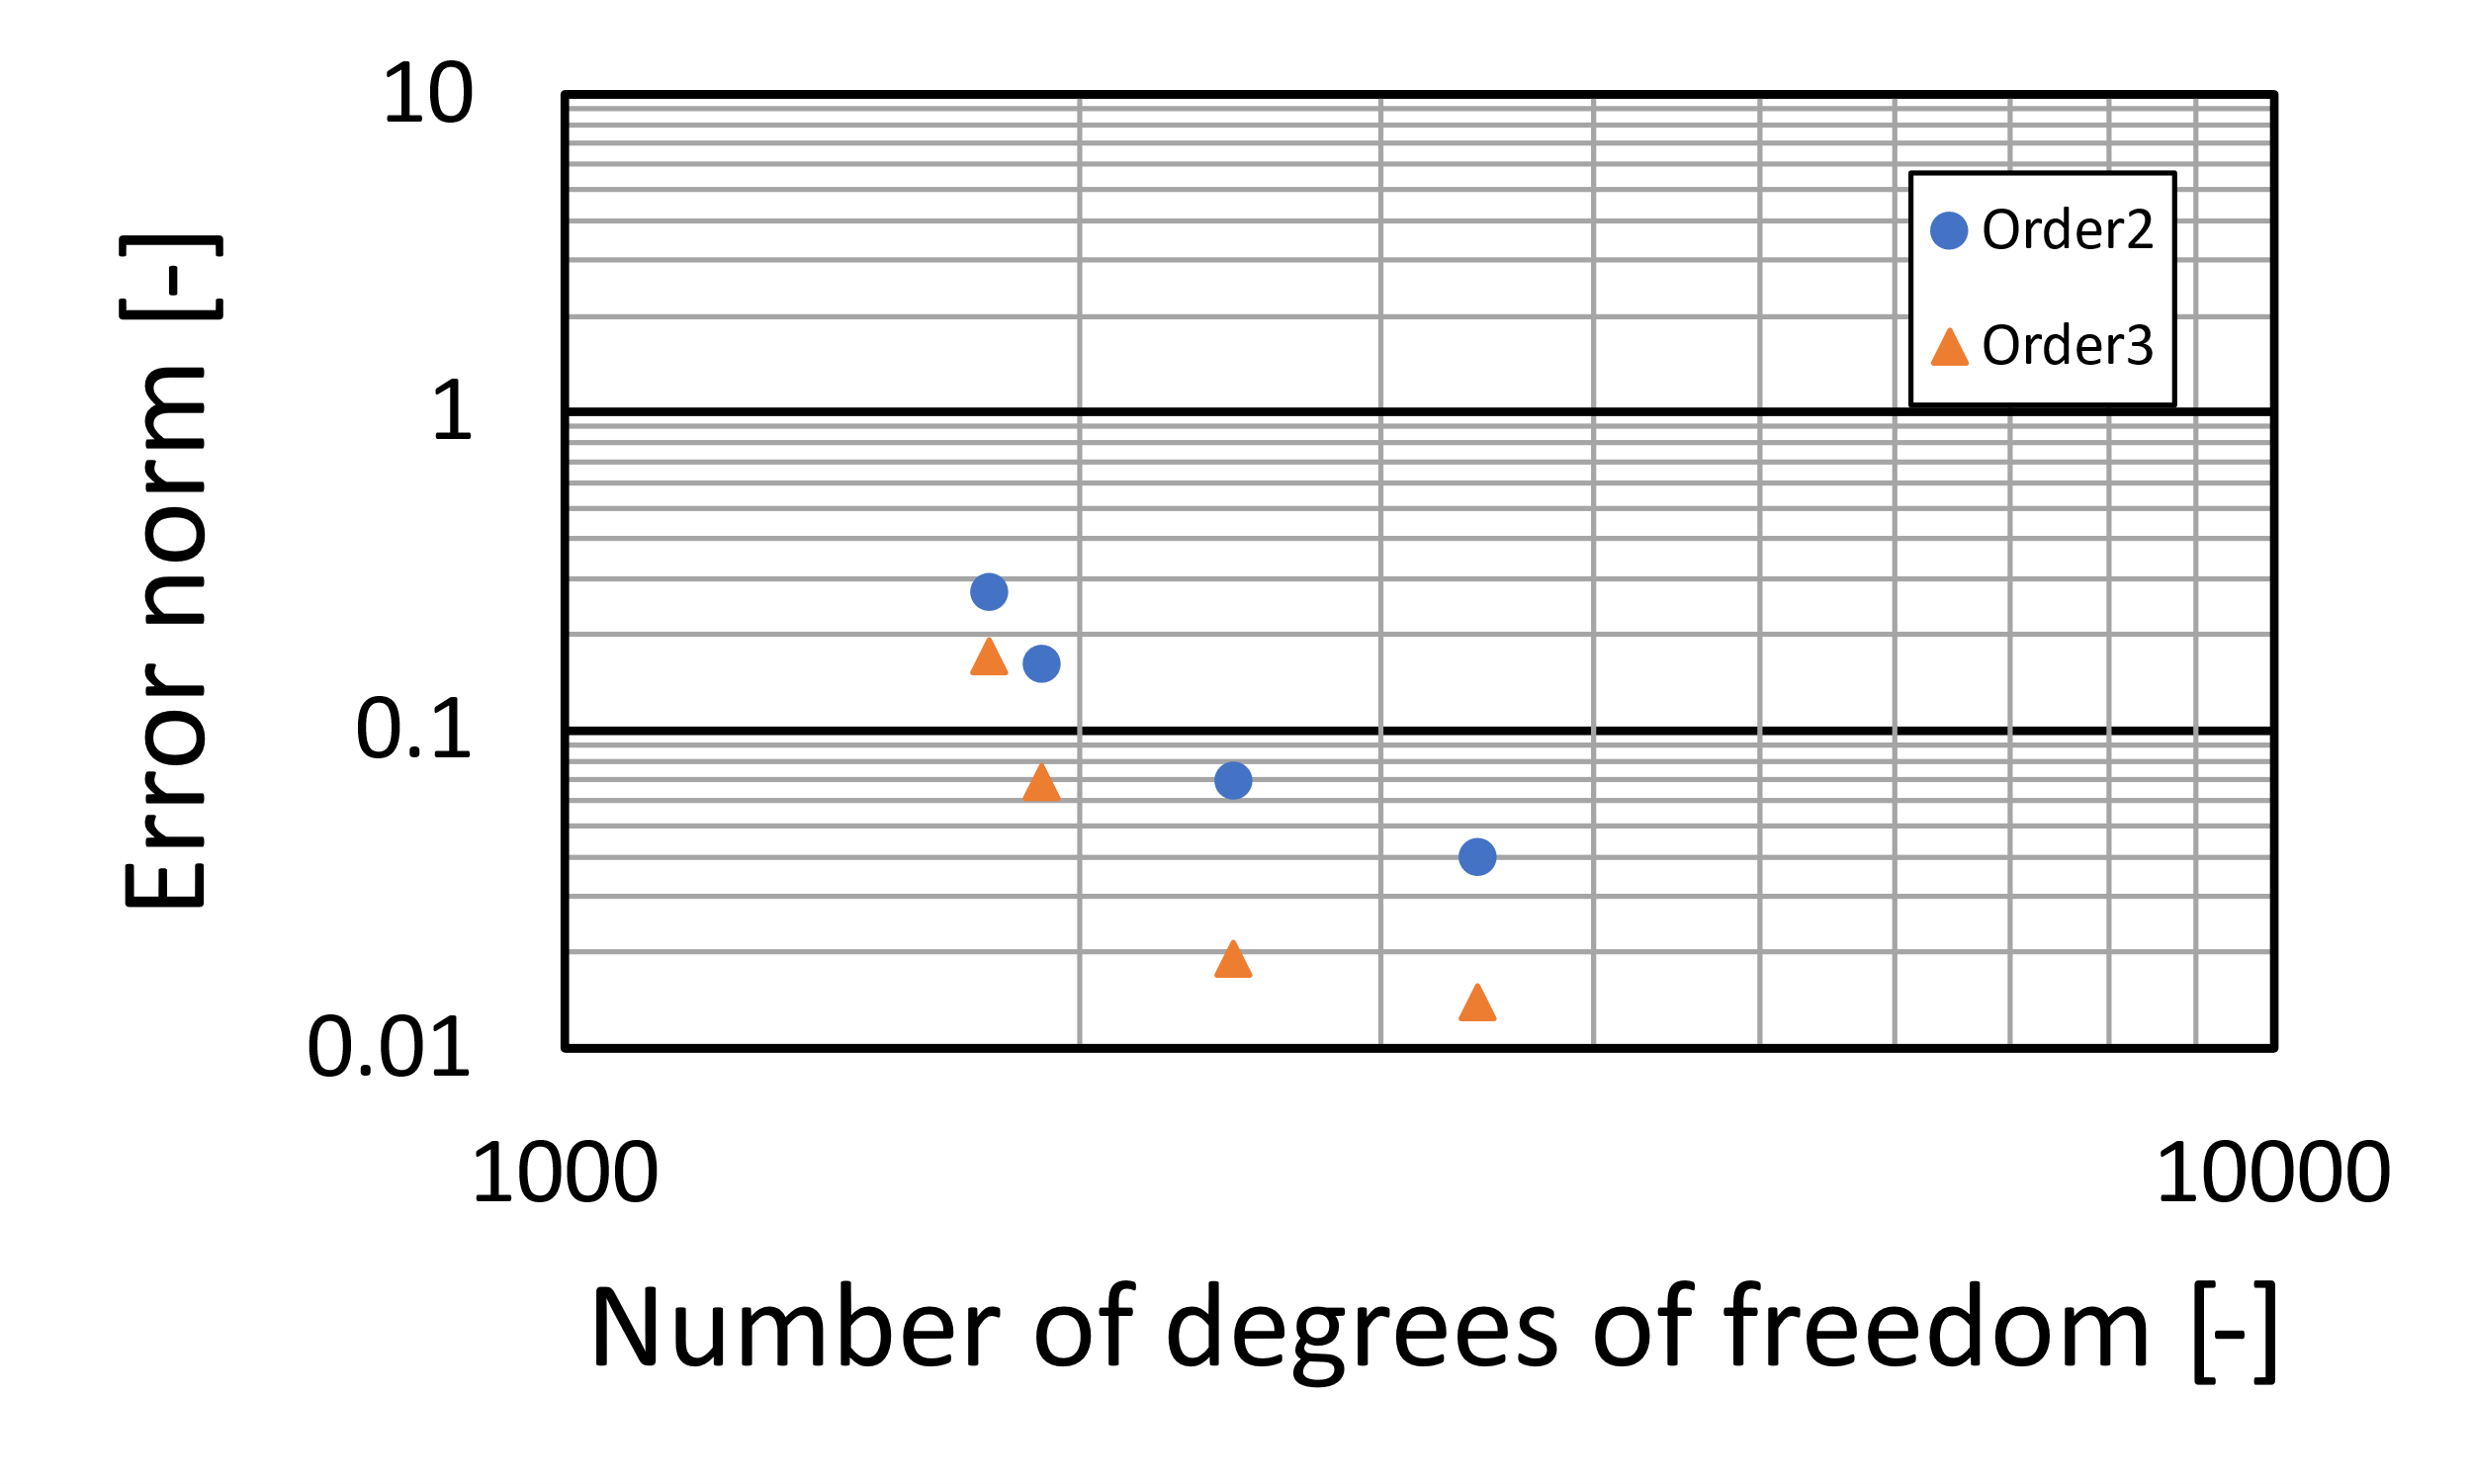 10
1
0.1
0.01
Error norm [-]
Order2
Order3
1000
10000
Number of degrees of freedom [-]